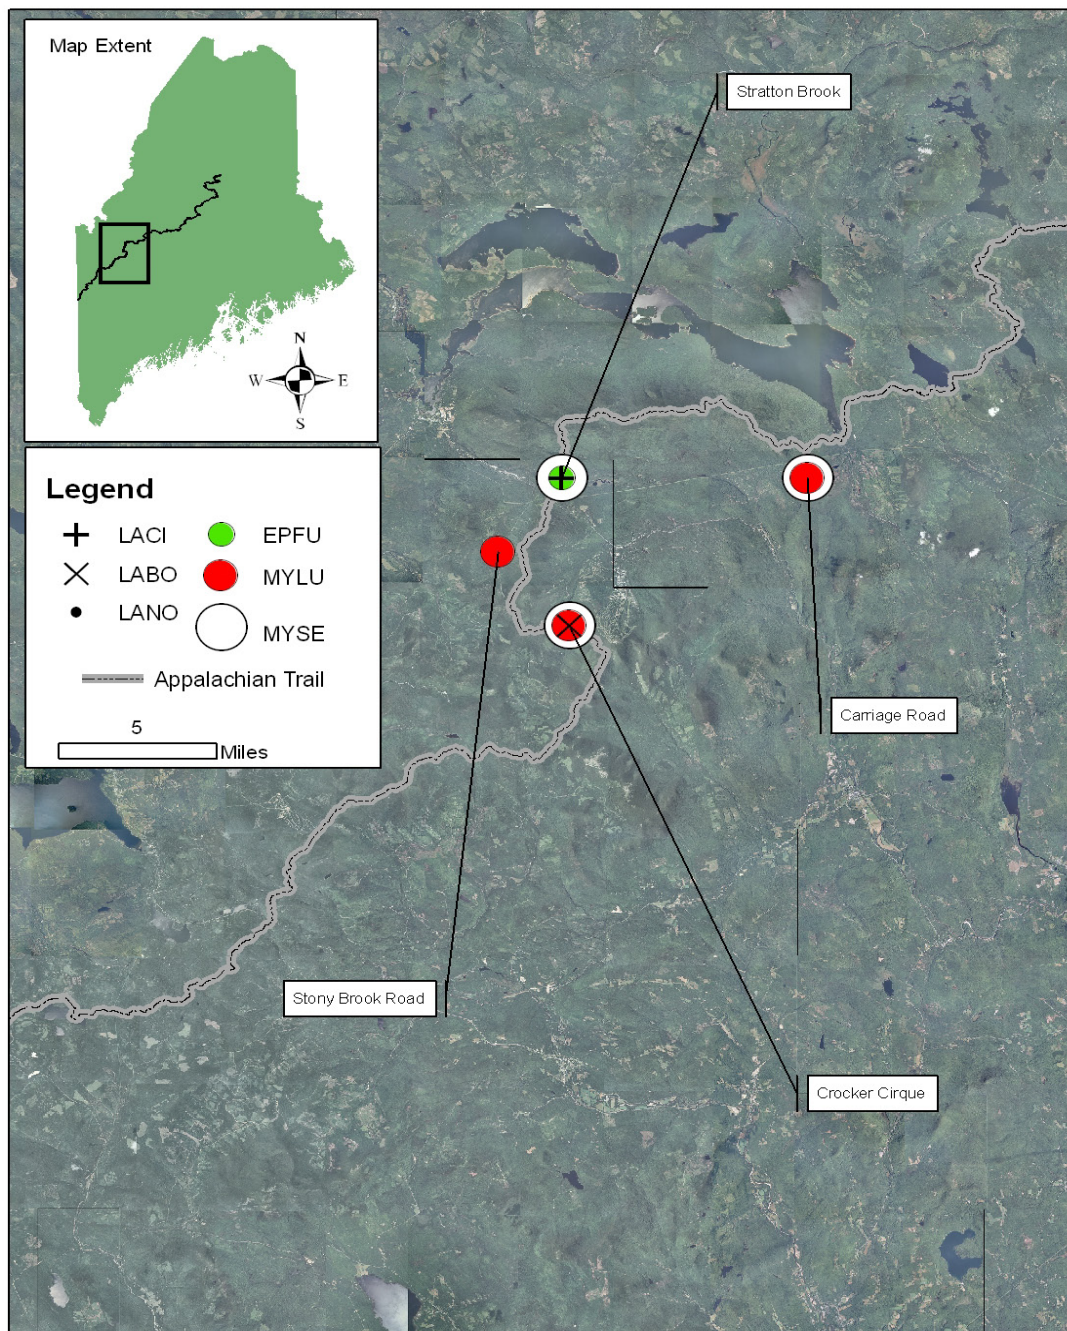 Map Extent
N
W E
S
Stratton Brook
Legend
LACI EPFU
LABO MYLU
LANO MYSE
Appalachian Trail
5
Miles
Carriage Road
Stony Brook Road
Crocker Cirque